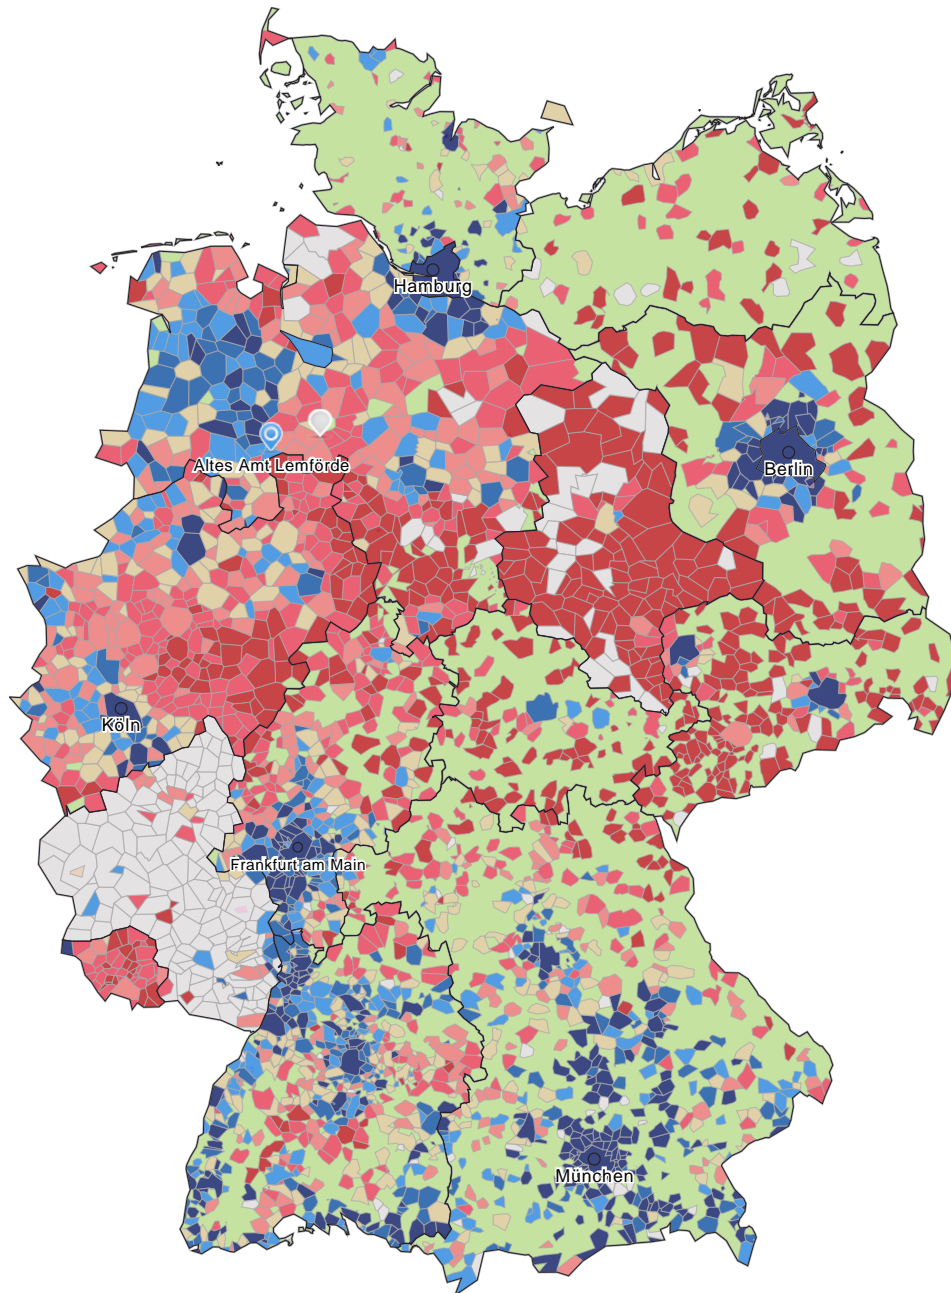 Hamburg
Berlin
Altes Amt Lemförde
Köln
Frankfurt am Main
München